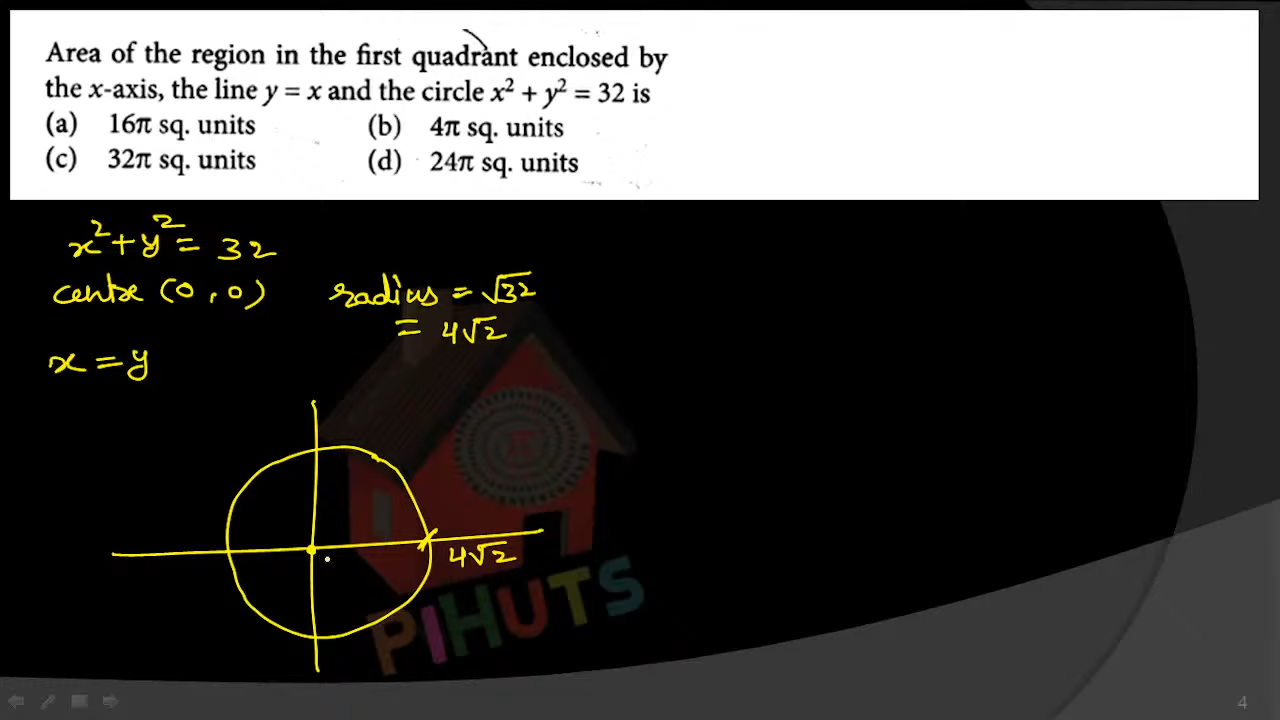 Area of the region in the first quadrant enclosed by
the x-axis, the line y = x and the circle x² + y² = 32 is
(a) 16π sq. units (b) 4π sq. units
(c) 32π sq. units (d) 24π sq. units
x² + y² = 32
centre (0, 0) radius = √32
= 4√2
x = y
4√2
π
PIHUTS
4